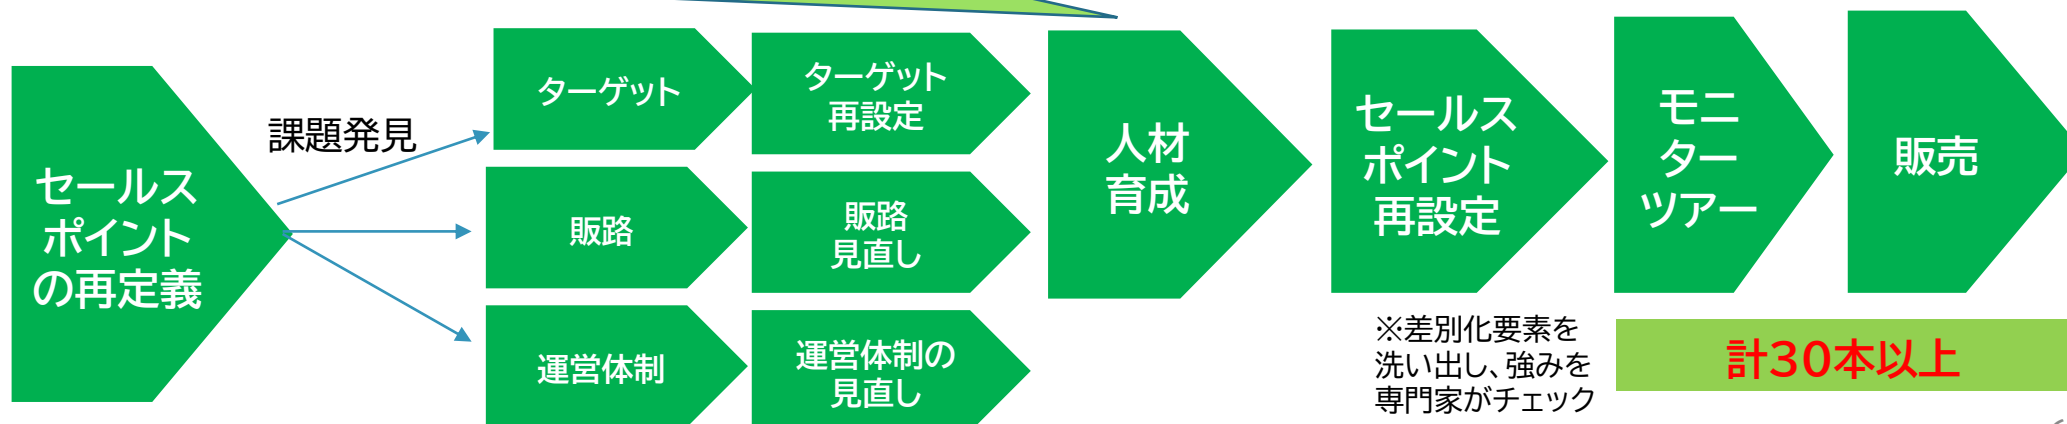 セールス
ポイント
の再定義
課題発見
ターゲット
ターゲット
再設定
販路
販路
見直し
運営体制
運営体制の
見直し
人材
育成
セールス
ポイント
再設定
※差別化要素を
洗い出し、強みを
専門家がチェック
モニ
ター
ツアー
販売
計30本以上